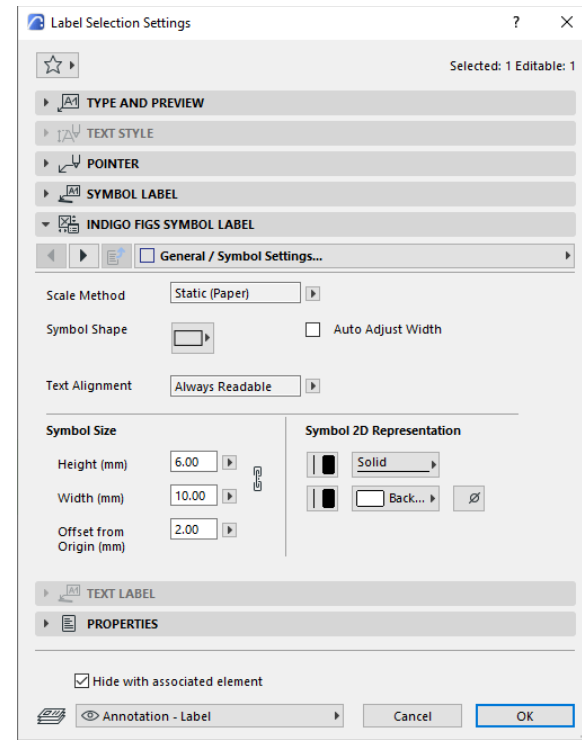 Label Selection Settings
?
Selected: 1 Editable: 1
A1 TYPE AND PREVIEW
TEXT STYLE
POINTER
A1 SYMBOL LABEL
INDIGO FIGS SYMBOL LABEL
General / Symbol Settings...
Scale Method Static (Paper)
Symbol Shape Auto Adjust Width
Text Alignment Always Readable
Symbol Size Symbol 2D Representation
Height (mm) 6.00 Solid
Width (mm) 10.00 Back...
Offset from 2.00
Origin (mm)
A1 TEXT LABEL
PROPERTIES
Hide with associated element
Annotation - Label Cancel OK